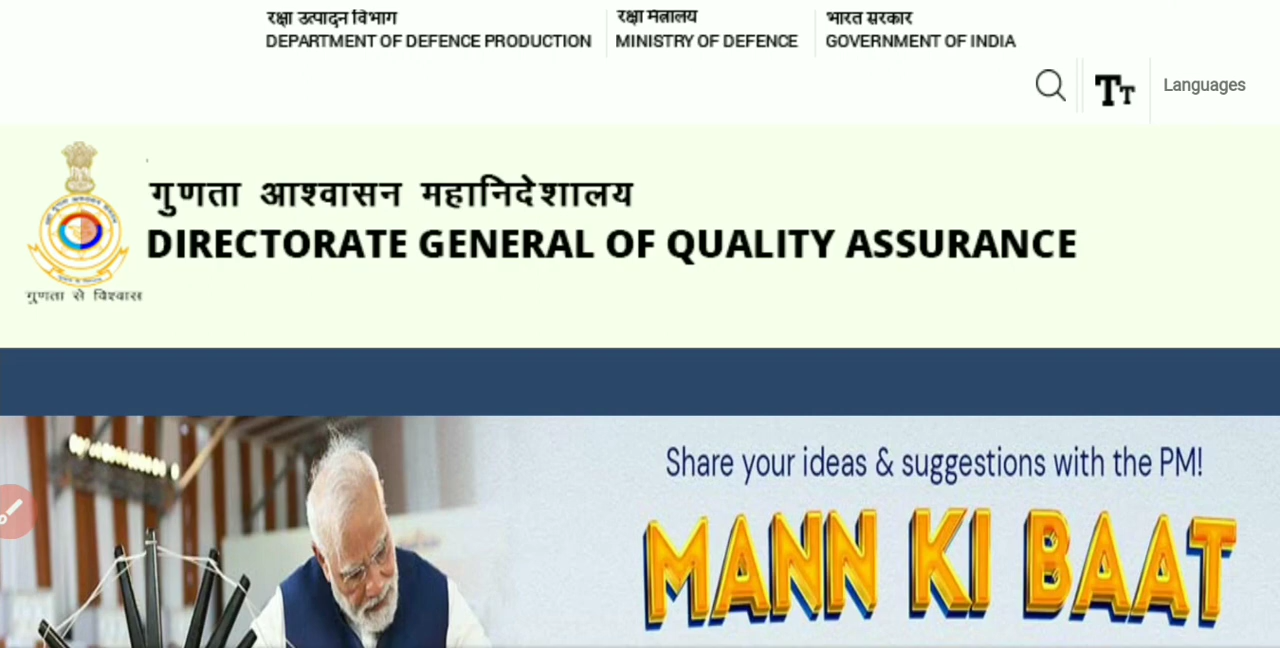 रक्षा उत्पादन विभाग
DEPARTMENT OF DEFENCE PRODUCTION
रक्षा मंत्रालय
MINISTRY OF DEFENCE
भारत सरकार
GOVERNMENT OF INDIA
TT
Languages
गुणता आश्वासन महानिदेशालय
DIRECTORATE GENERAL OF QUALITY ASSURANCE
गुणता से विश्वास
Share your ideas & suggestions with the PM!
MANN KI BAAT